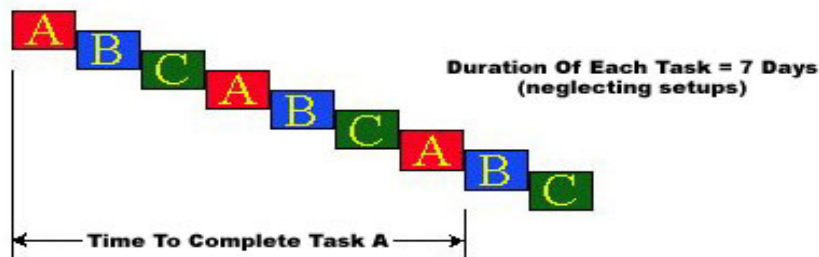 A
B
C
A
B
C
A
B
C
Duration Of Each Task = 7 Days
(neglecting setups)
Time To Complete Task A